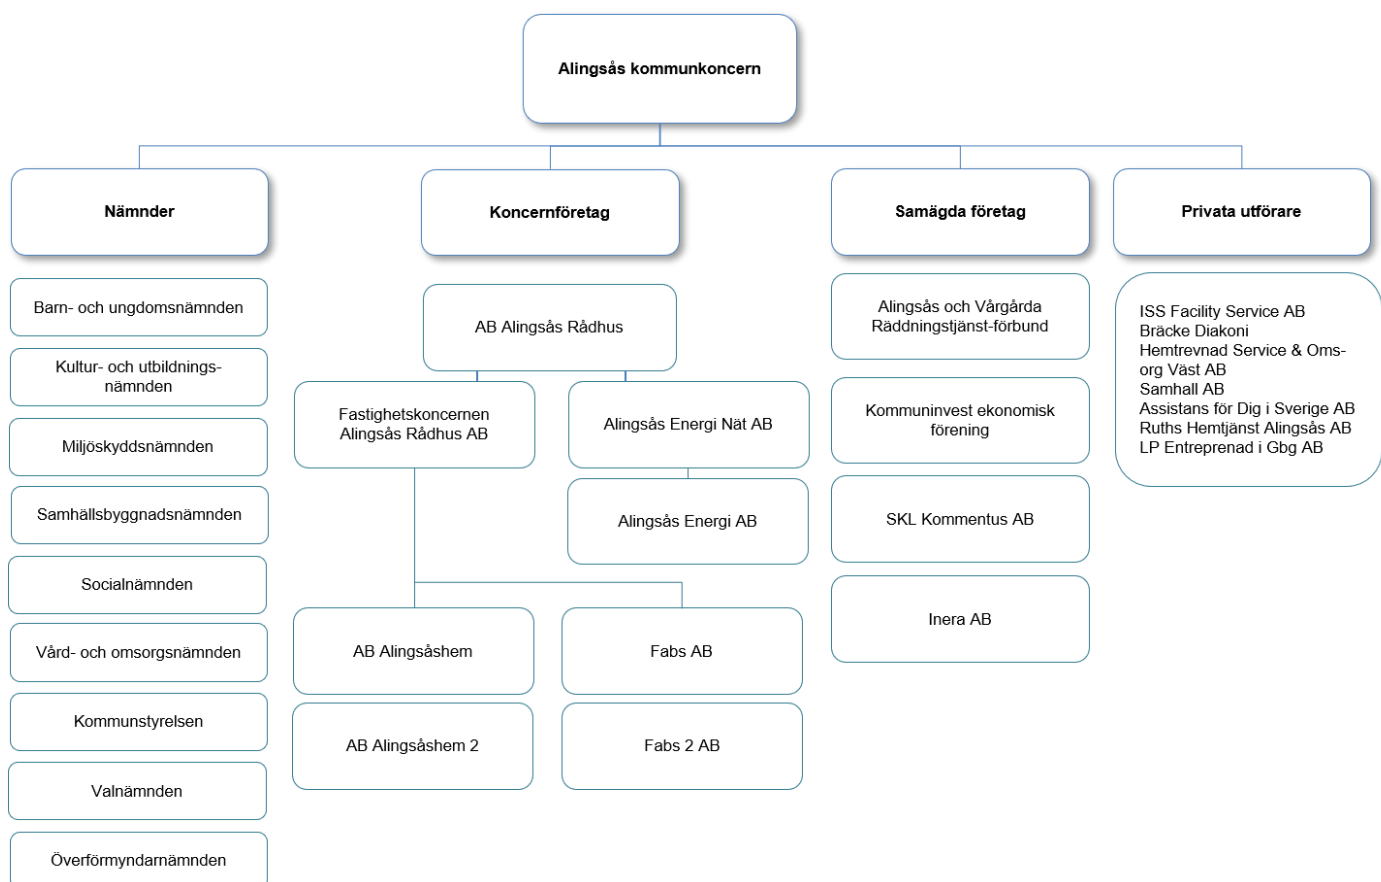 Alingsås kommunkoncern
Nämnder
Barn- och ungdomsnämnden
Kultur- och utbildnings-
nämnden
Miljöskyddsnämnden
Samhällsbyggnadsnämnden
Socialnämnden
Vård- och omsorgsnämnden
Kommunstyrelsen
Valnämnden
Överförmyndarnämnden
Koncernföretag
AB Alingsås Rådhus
Fastighetskoncernen
Alingsås Rådhus AB
Alingsås Energi Nät AB
Alingsås Energi AB
AB Alingsåshem
Fabs AB
AB Alingsåshem 2
Fabs 2 AB
Samägda företag
Alingsås och Vårgårda
Räddningstjänst-förbund
Kommuninvest ekonomisk
förening
SKL Kommentus AB
Inera AB
Privata utförare
ISS Facility Service AB
Bräcke Diakoni
Hemtrevnad Service & Oms-
org Väst AB
Samhall AB
Assistans för Dig i Sverige AB
Ruths Hemtjänst Alingsås AB
LP Entreprenad i Gbg AB